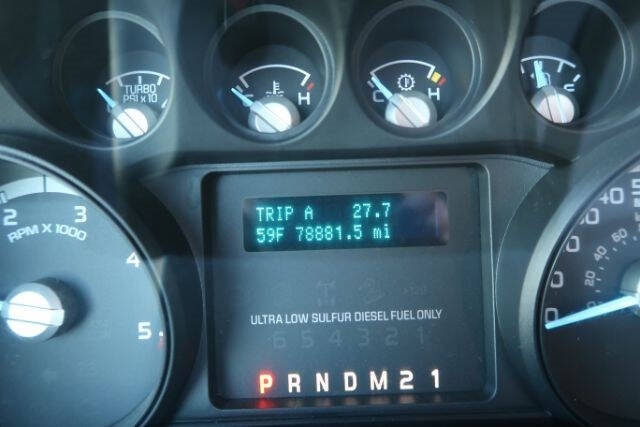 TURBO
PSI x 10
H
C H
2 3
RPM X 1000
4
5
TRIP A 27.7
59F 78881.5 mi
ULTRA LOW SULFUR DIESEL FUEL ONLY
6 5 4 3 2 1
P R N D M 2 1